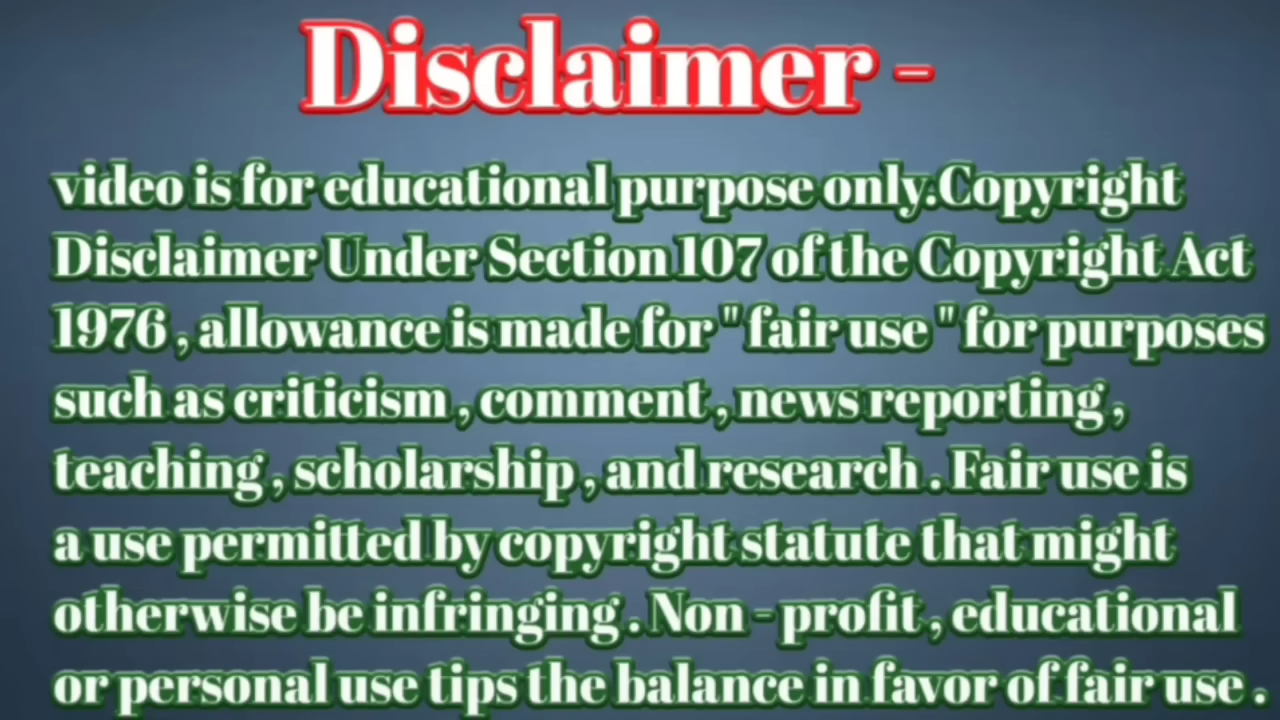 Disclaimer -
video is for educational purpose only.Copyright
Disclaimer Under Section 107 of the Copyright Act
1976 , allowance is made for " fair use " for purposes
such as criticism , comment , news reporting ,
teaching , scholarship , and research . Fair use is
a use permitted by copyright statute that might
otherwise be infringing . Non - profit , educational
or personal use tips the balance in favor of fair use .